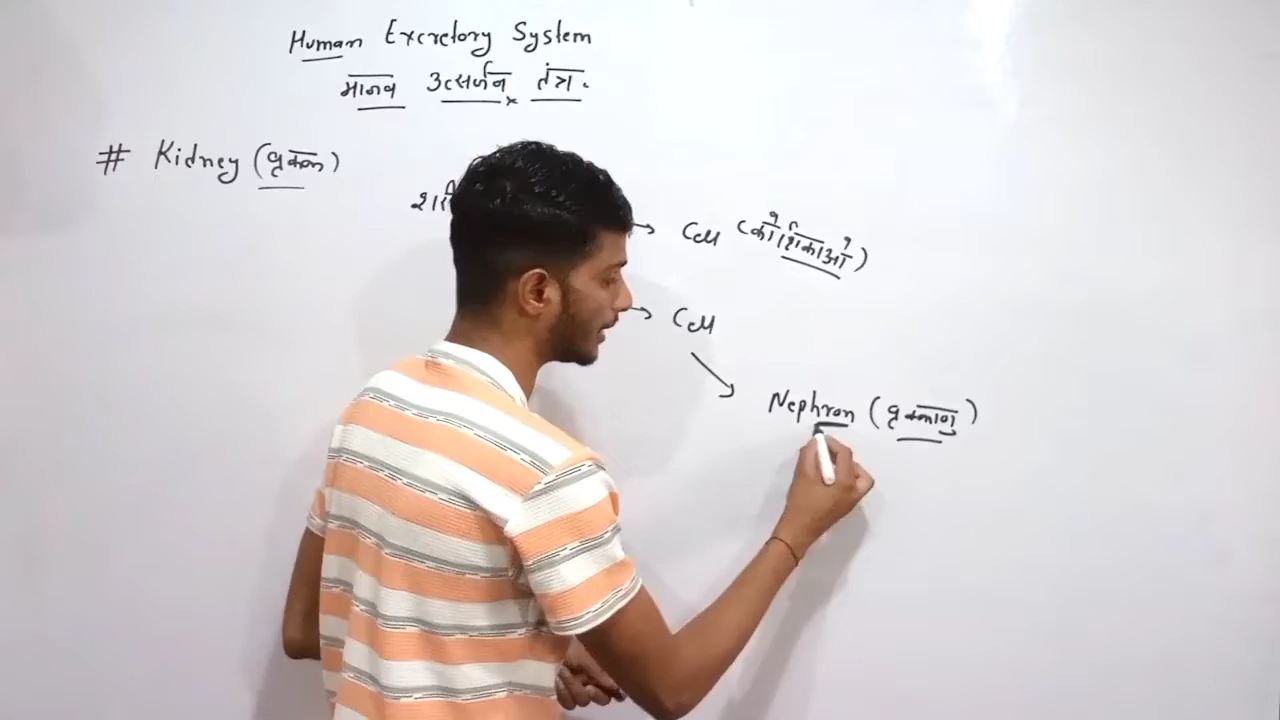 Human Excretory System
मानव उत्सर्जन तंत्र
# Kidney (वृक्क)
→ Cell (कोशिकाओं)
→ Cell
Nephron (वृक्काणु)